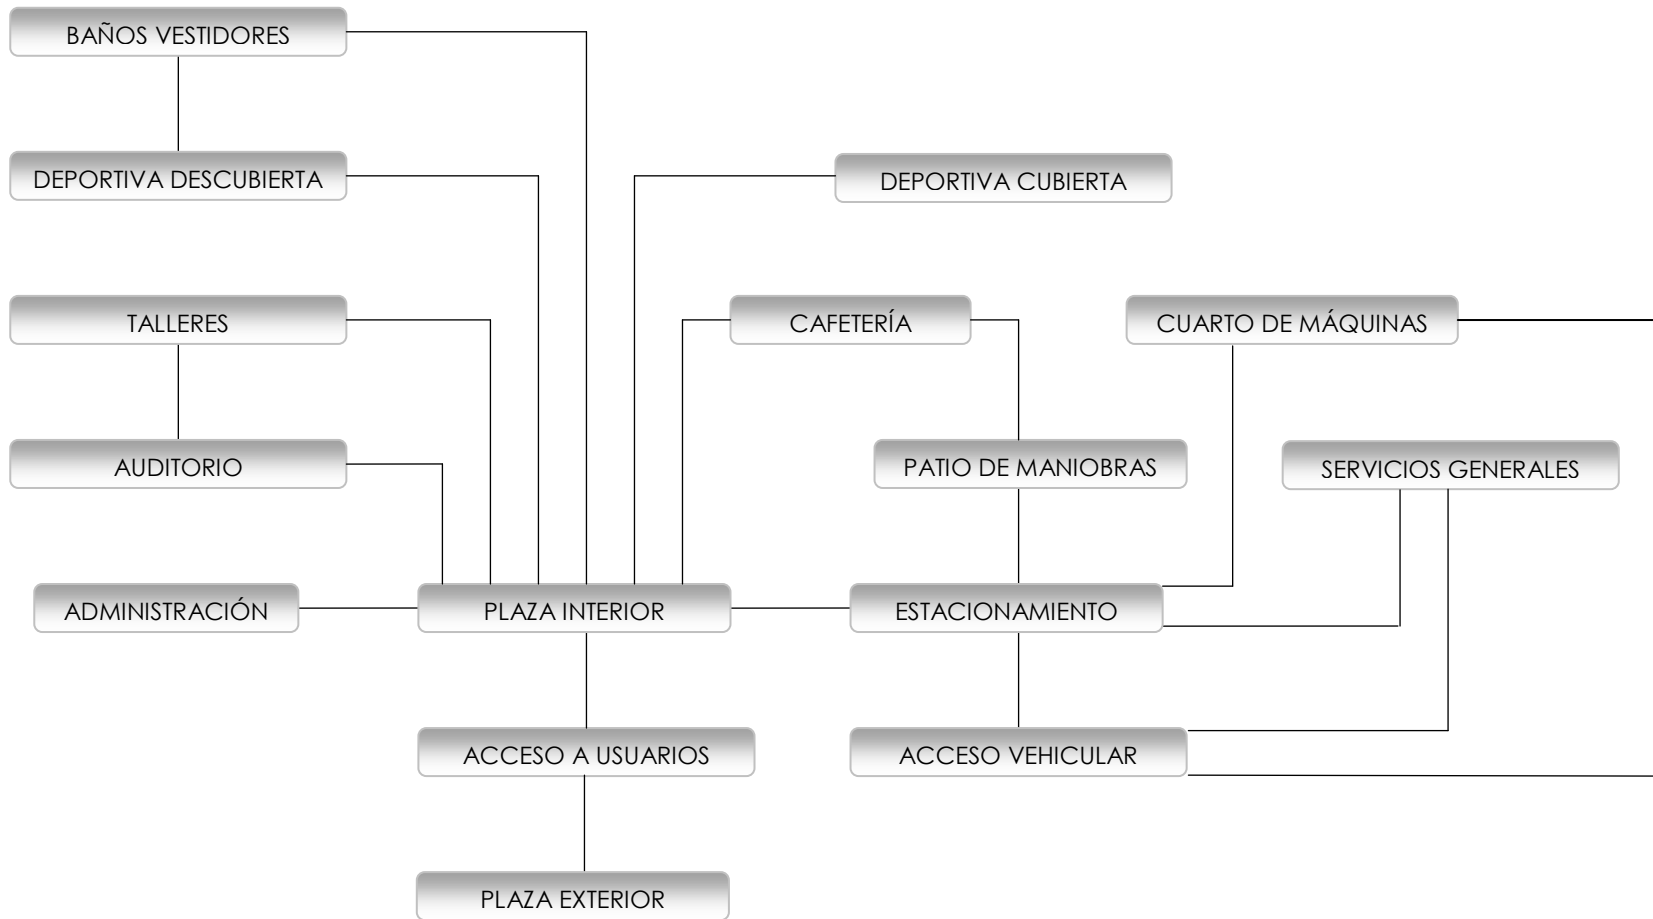 BAÑOS VESTIDORES
DEPORTIVA DESCUBIERTA
DEPORTIVA CUBIERTA
TALLERES
CAFETERÍA
CUARTO DE MÁQUINAS
AUDITORIO
PATIO DE MANIOBRAS
SERVICIOS GENERALES
ADMINISTRACIÓN
PLAZA INTERIOR
ESTACIONAMIENTO
ACCESO A USUARIOS
ACCESO VEHICULAR
PLAZA EXTERIOR